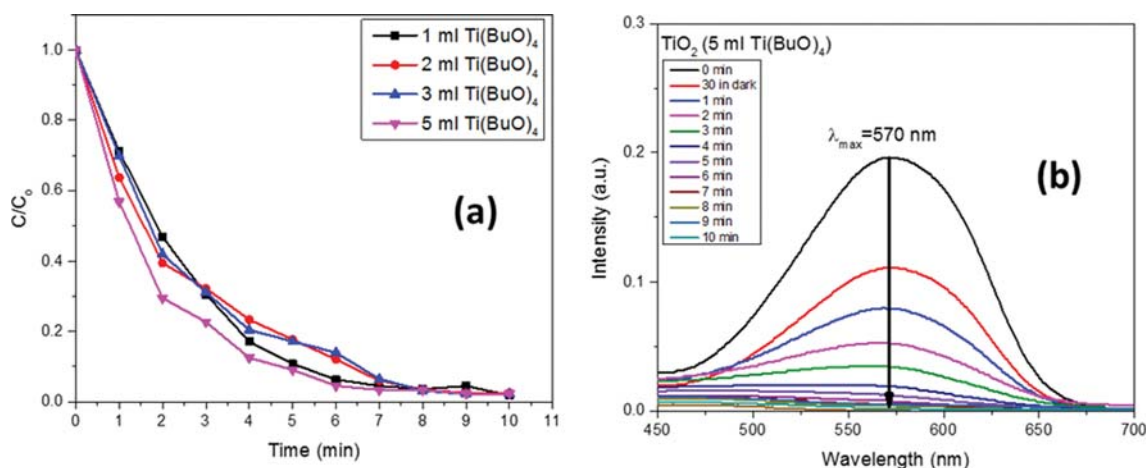 (a)
1 ml Ti(BuO)₄
2 ml Ti(BuO)₄
3 ml Ti(BuO)₄
5 ml Ti(BuO)₄
C/C₀
1.0
0.8
0.6
0.4
0.2
0.0
0 1 2 3 4 5 6 7 8 9 10 11
Time (min)
(b)
TiO₂ (5 ml Ti(BuO)₄)
0 min
30 in dark
1 min
2 min
3 min
4 min
5 min
6 min
7 min
8 min
9 min
10 min
λmax=570 nm
Intensity (a.u.)
0.3
0.2
0.1
0.0
450 500 550 600 650 700
Wavelength (nm)